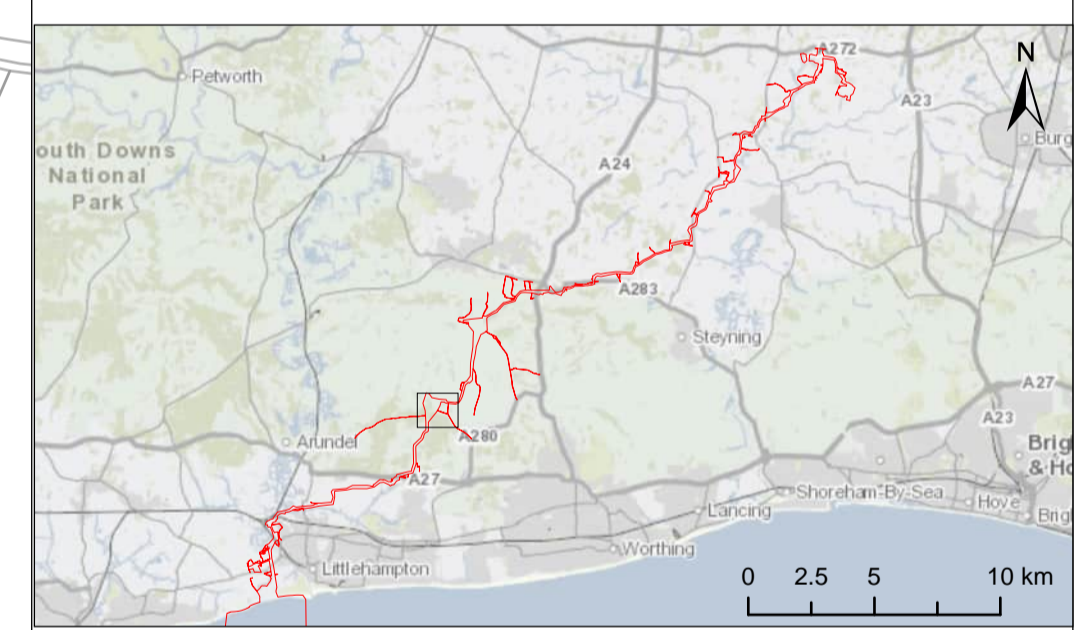 A272
N
Petworth
A23
Burg
outh Downs
National
Park
A24
A283
Steyning
A27
A23
Arundel
A280
Brig
& Ho
A27
Shoreham-By-Sea
Hove
Lancing
Brig
Worthing
Littlehampton
0 2.5 5 10 km